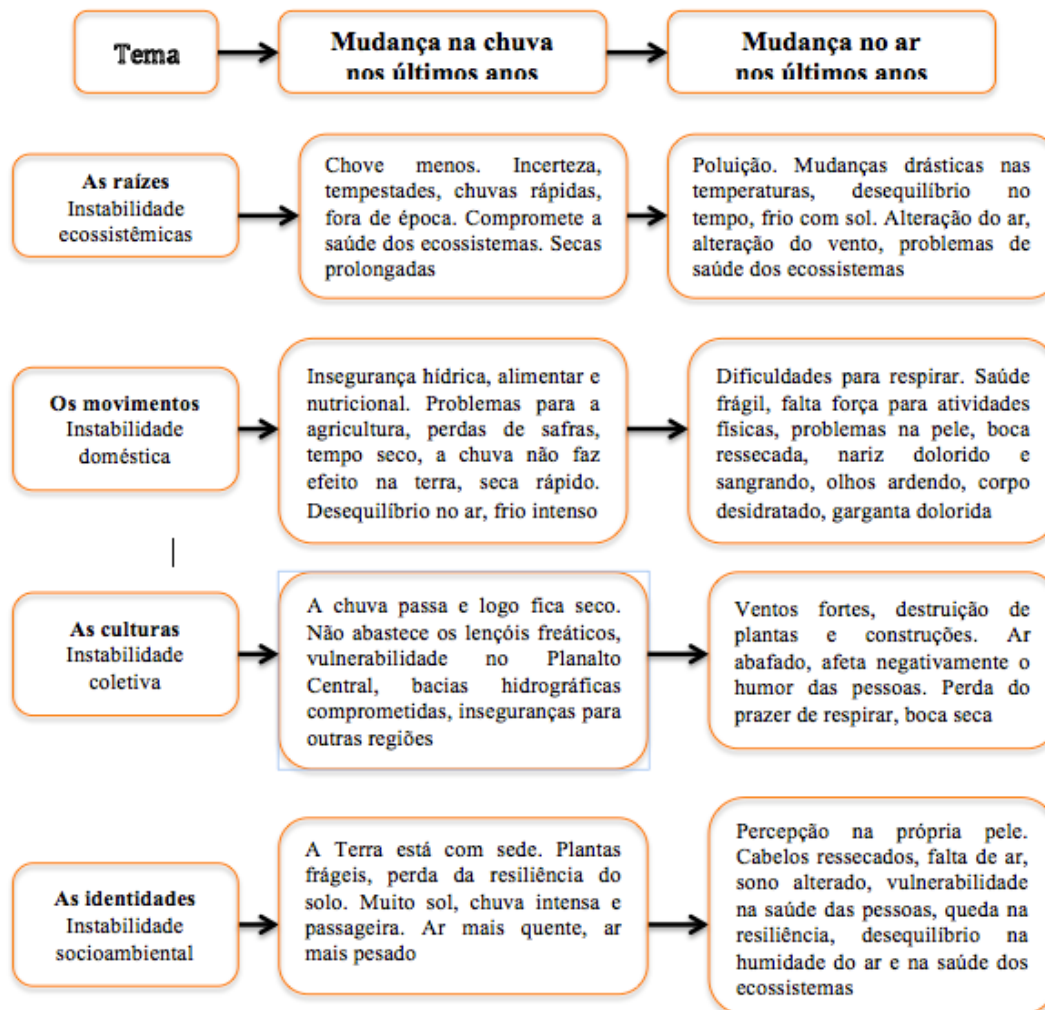 Tema
Mudança na chuva
nos últimos anos
Mudança no ar
nos últimos anos
As raízes
Instabilidade
ecossistêmicas
Chove menos. Incerteza,
tempestades, chuvas rápidas,
fora de época. Compromete a
saúde dos ecossistemas. Secas
prolongadas
Poluição. Mudanças drásticas nas
temperaturas, desequilíbrio no
tempo, frio com sol. Alteração do ar,
alteração do vento, problemas de
saúde dos ecossistemas
Os movimentos
Instabilidade
doméstica
Insegurança hídrica, alimentar e
nutricional. Problemas para a
agricultura, perdas de safras,
tempo seco, a chuva não faz
efeito na terra, seca rápido.
Desequilíbrio no ar, frio intenso
Dificuldades para respirar. Saúde
frágil, falta força para atividades
físicas, problemas na pele, boca
ressecada, nariz dolorido e
sangrando, olhos ardendo, corpo
desidratado, garganta dolorida
As culturas
Instabilidade
coletiva
A chuva passa e logo fica seco.
Não abastece os lençóis freáticos,
vulnerabilidade no Planalto
Central, bacias hidrográficas
comprometidas, inseguranças para
outras regiões
Ventos fortes, destruição de
plantas e construções. Ar
abafado, afeta negativamente o
humor das pessoas. Perda do
prazer de respirar, boca seca
As identidades
Instabilidade
socioambiental
A Terra está com sede. Plantas
frágeis, perda da resiliência do
solo. Muito sol, chuva intensa e
passageira. Ar mais quente, ar
mais pesado
Percepção na própria pele.
Cabelos ressecados, falta de ar,
sono alterado, vulnerabilidade
na saúde das pessoas, queda na
resiliência, desequilíbrio na
humidade do ar e na saúde dos
ecossistemas